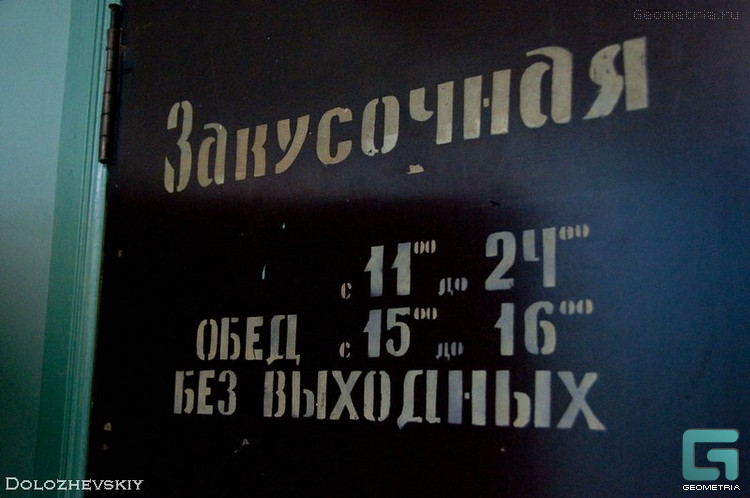 Geometria.ru
Закусочная
с 11⁰⁰ до 24⁰⁰
ОБЕД с 15⁰⁰ до 16⁰⁰
БЕЗ ВЫХОДНЫХ
Dolozhevskiy
G
GEOMETRIA